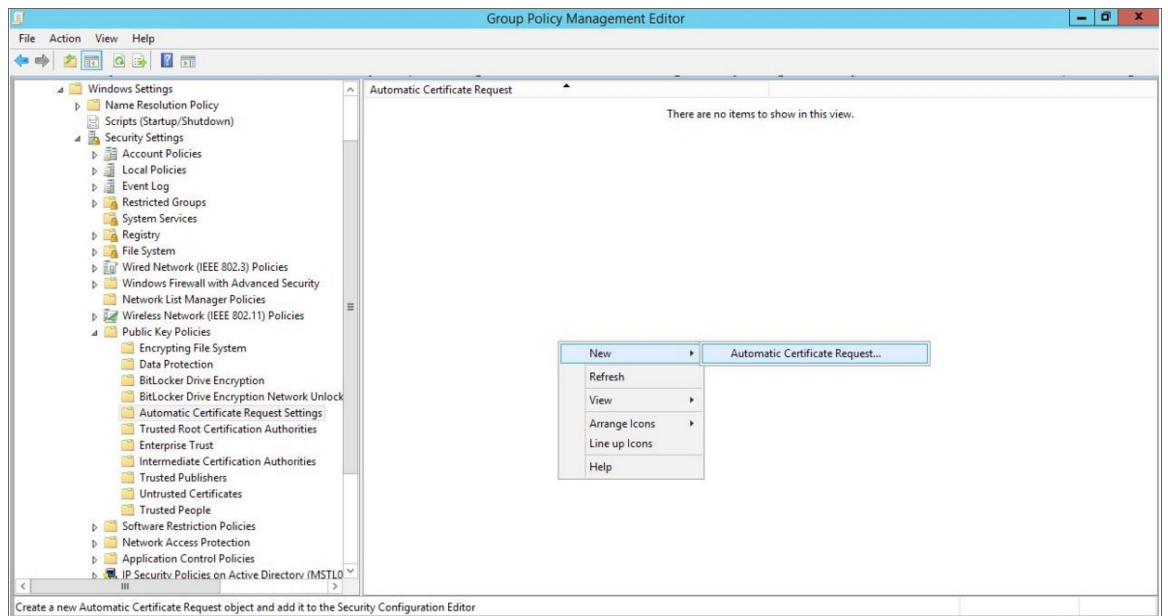 Group Policy Management Editor
File Action View Help
Windows Settings
Name Resolution Policy
Scripts (Startup/Shutdown)
Security Settings
Account Policies
Local Policies
Event Log
Restricted Groups
System Services
Registry
File System
Wired Network (IEEE 802.3) Policies
Windows Firewall with Advanced Security
Network List Manager Policies
Wireless Network (IEEE 802.11) Policies
Public Key Policies
Encrypting File System
Data Protection
BitLocker Drive Encryption
BitLocker Drive Encryption Network Unlock
Automatic Certificate Request Settings
Trusted Root Certification Authorities
Enterprise Trust
Intermediate Certification Authorities
Trusted Publishers
Untrusted Certificates
Trusted People
Software Restriction Policies
Network Access Protection
Application Control Policies
IP Security Policies on Active Directory (MSTL0
Automatic Certificate Request
There are no items to show in this view.
New
Automatic Certificate Request...
Refresh
View
Arrange Icons
Line up Icons
Help
Create a new Automatic Certificate Request object and add it to the Security Configuration Editor